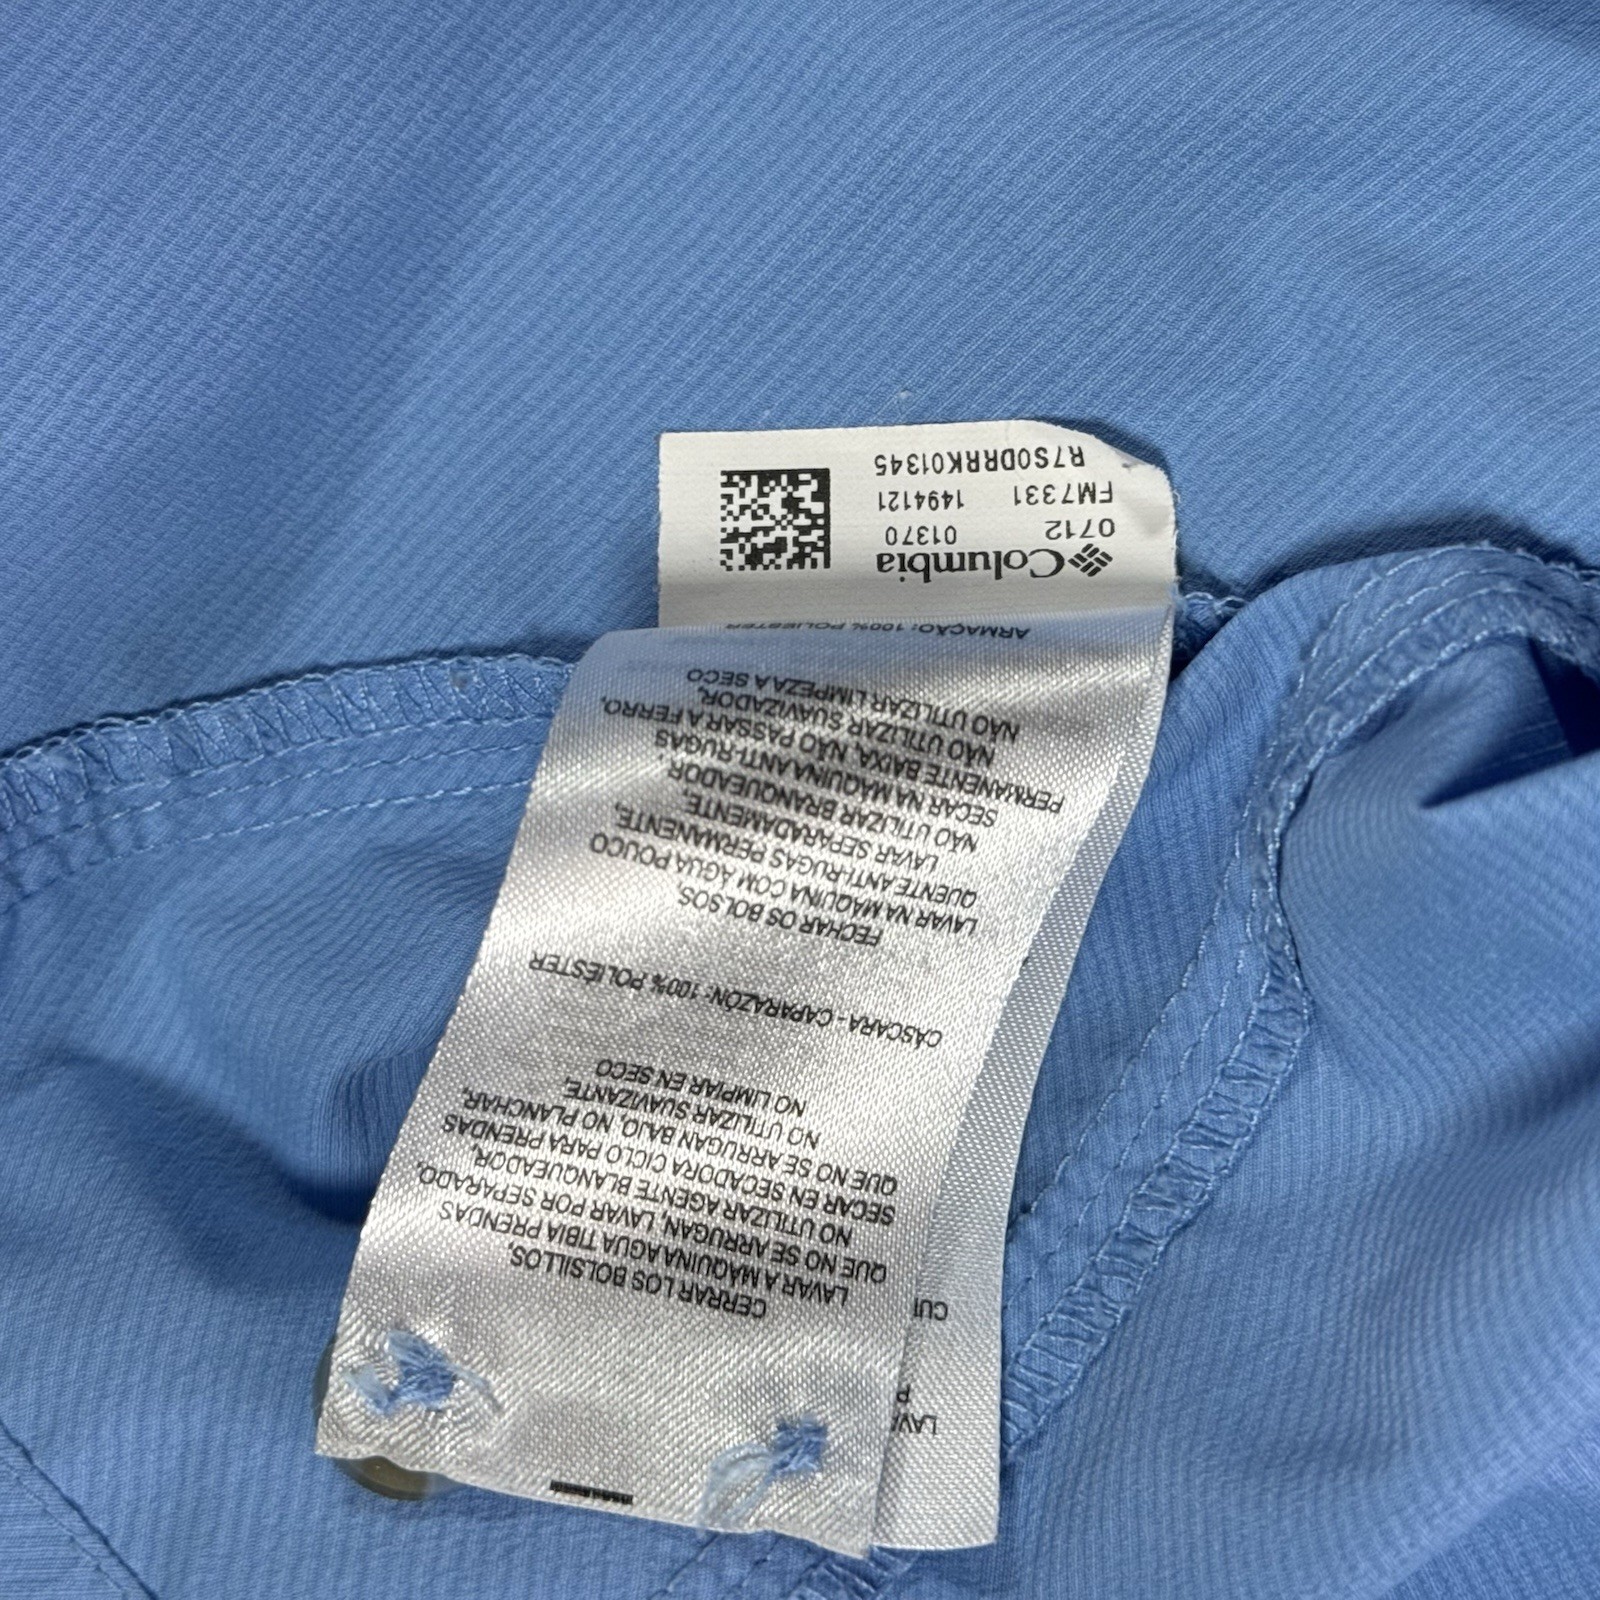 CERRAR LOS BOLSILLOS,
LAVAR A MÁQUINA AGUA TIBIA PRENDAS
QUE NO SE ARRUGAN, LAVAR POR SEPARADO
NO UTILIZAR AGENTE BLANQUEADOR,
SECAR EN SECADORA CICLO PARA PRENDAS
QUE NO SE ARRUGAN BAJO, NO PLANCHAR,
NO UTILIZAR SUAVIZANTE,
NO LIMPIAR EN SECO
CÁSCARA - CAPARAZÓN: 100% POLIÉSTER
FECHAR OS BOLSOS,
LAVAR NA MÁQUINA COM ÁGUA POUCO
QUENTE ANTI-RUGAS PERMANENTE,
LAVAR SEPARADAMENTE,
NÃO UTILIZAR BRANQUEADOR,
SECAR NA MÁQUINA ANTI-RUGAS
PERMANENTE BAIXA, NÃO PASSAR A FERRO,
NÃO UTILIZAR SUAVIZADOR,
NÃO UTILIZAR LIMPEZA A SECO
ARMAÇÃO: 100% POLIÉSTER
Columbia
0712 01370
FM7331 1494121
R7S0DRRK01345
LAV
P
CUI